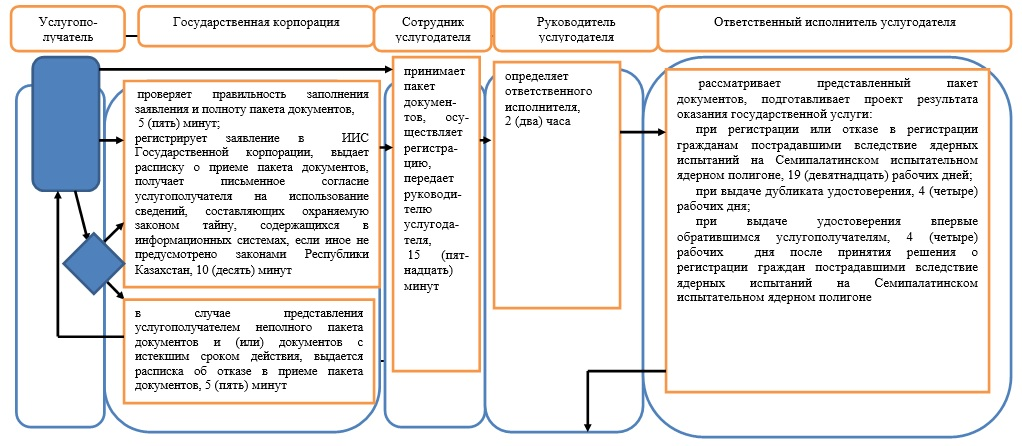 Услугопо-
лучатель
Государственная корпорация
Сотрудник
услугодателя
Руководитель
услугодателя
Ответственный исполнитель услугодателя
проверяет правильность заполнения
заявления и полноту пакета документов,
5 (пять) минут;
регистрирует заявление в ИИС
Государственной корпорации, выдает
расписку о приеме пакета документов,
получает письменное согласие
услугополучателя на использование
сведений, составляющих охраняемую
законом тайну, содержащихся в
информационных системах, если иное не
предусмотрено законами Республики
Казахстан, 10 (десять) минут
в случае представления
услугополучателем неполного пакета
документов и (или) документов с
истекшим сроком действия, выдается
расписка об отказе в приеме пакета
документов, 5 (пять) минут
принимает
пакет
докумен-
тов, осу-
ществляет
регистра-
цию,
передает
руководи-
телю
услугода-
теля,
15 (пят-
надцать)
минут
определяет
ответственного
исполнителя,
2 (два) часа
рассматривает представленный пакет
документов, подготавливает проект результата
оказания государственной услуги:
при регистрации или отказе в регистрации
гражданам пострадавшими вследствие ядерных
испытаний на Семипалатинском испытательном
ядерном полигоне, 19 (девятнадцать) рабочих дней;
при выдаче дубликата удостоверения, 4 (четыре)
рабочих дня;
при выдаче удостоверения впервые
обратившимся услугополучателям, 4 (четыре)
рабочих дня после принятия решения о
регистрации граждан пострадавшими вследствие
ядерных испытаний на Семипалатинском
испытательном ядерном полигоне